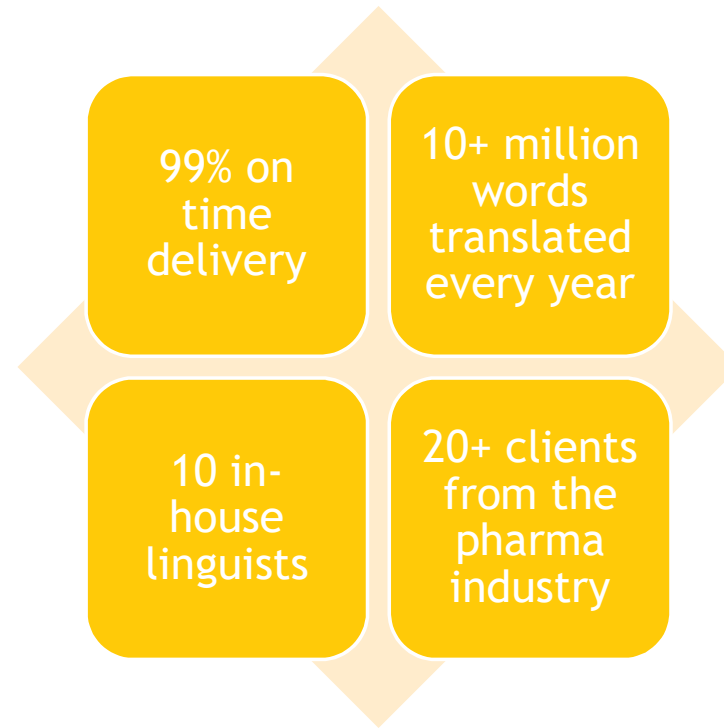 99% on
time
delivery
10+ million
words
translated
every year
10 in-
house
linguists
20+ clients
from the
pharma
industry